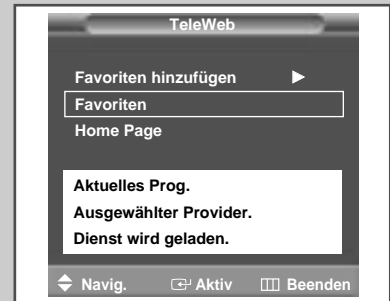 TeleWeb
Favoriten hinzufügen
Favoriten
Home Page
Aktuelles Prog.
Ausgewählter Provider.
Dienst wird geladen.
Navig. Aktiv Beenden